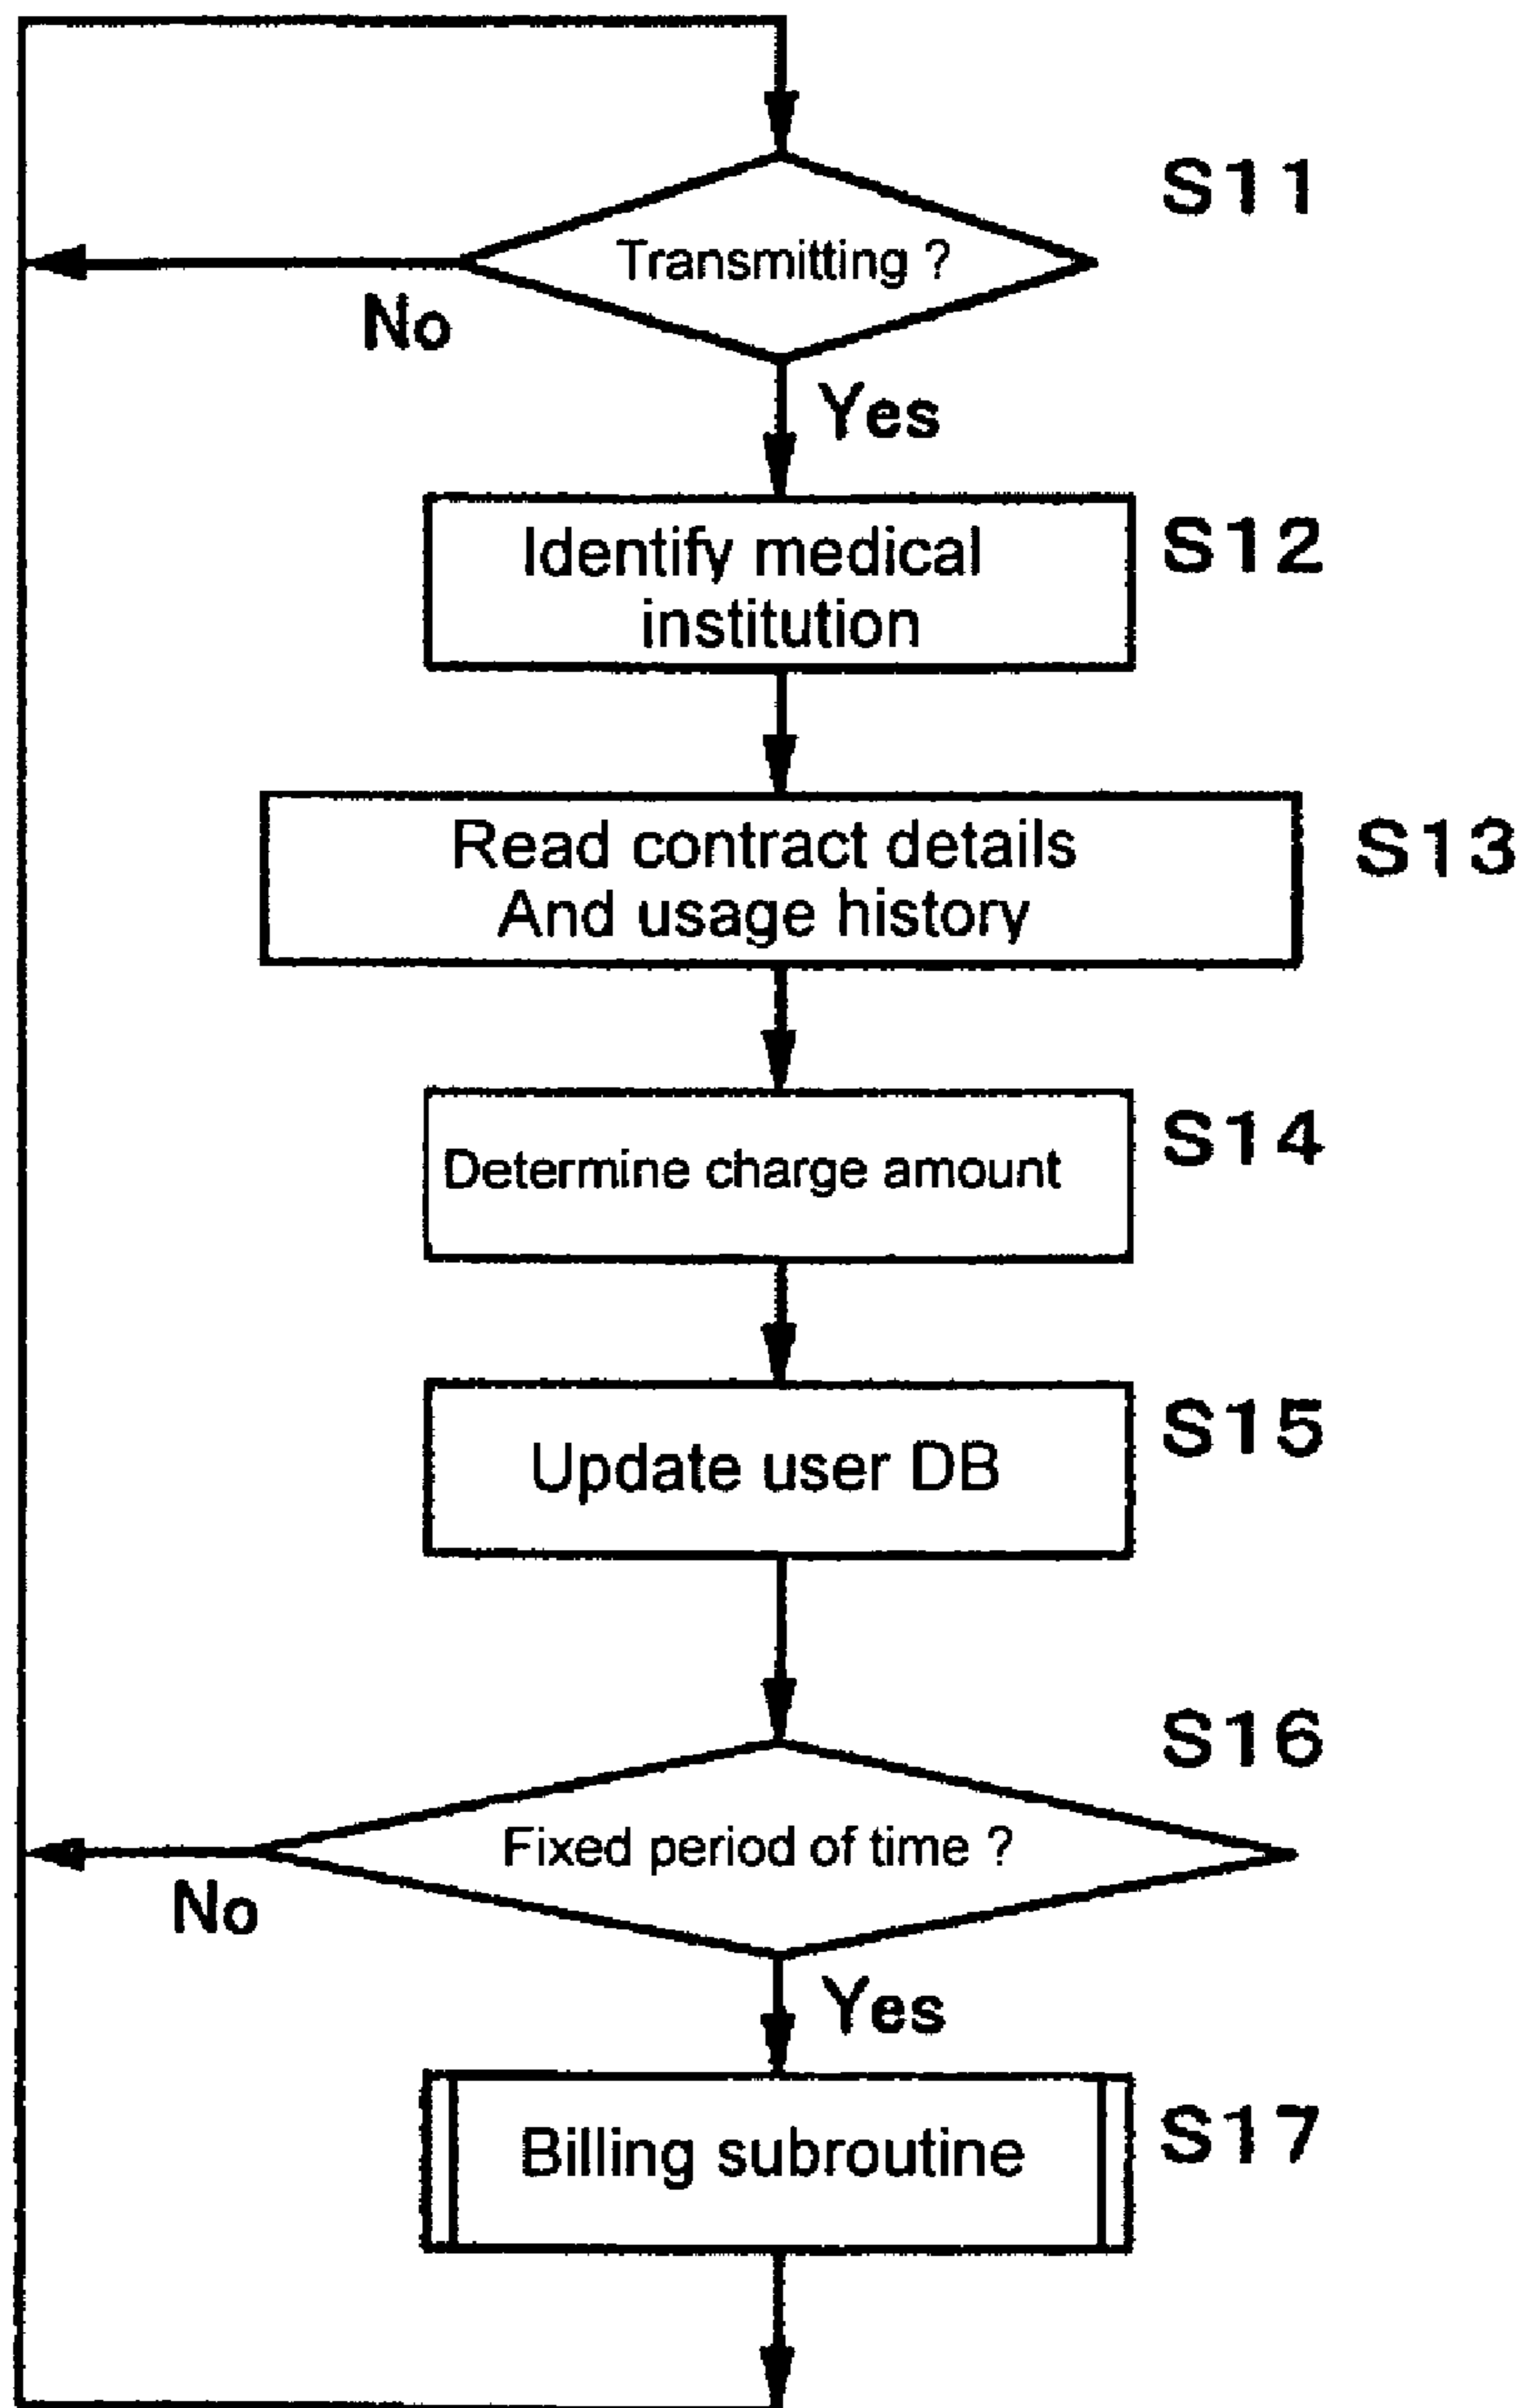 S11
Transmitting ?
No
Yes
Identify medical
institution
S12
Read contract details
And usage history
S13
Determine charge amount
S14
Update user DB
S15
S16
Fixed period of time ?
No
Yes
Billing subroutine
S17